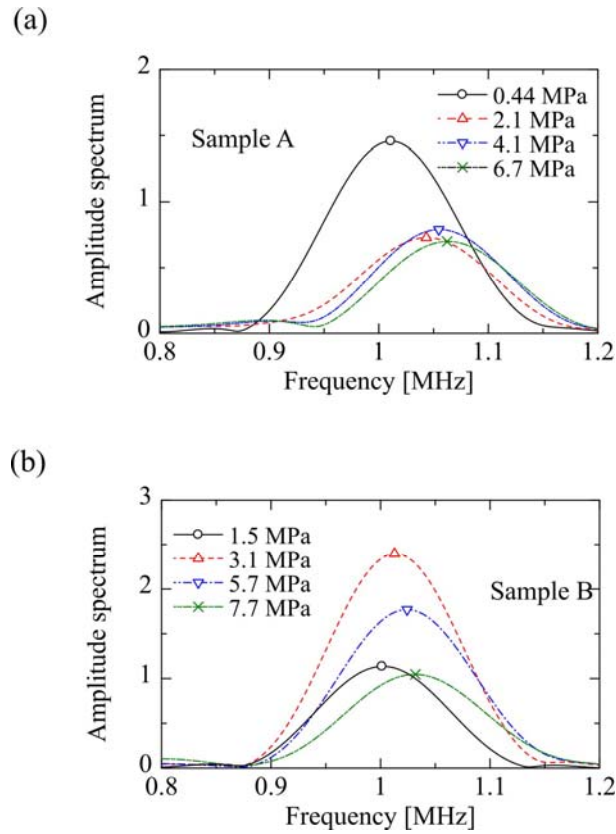 (a)
2
1
0
Amplitude spectrum
Sample A
0.44 MPa
2.1 MPa
4.1 MPa
6.7 MPa
0.8 0.9 1 1.1 1.2
Frequency [MHz]
(b)
3
2
1
0
Amplitude spectrum
1.5 MPa
3.1 MPa
5.7 MPa
7.7 MPa
Sample B
0.8 0.9 1 1.1 1.2
Frequency [MHz]